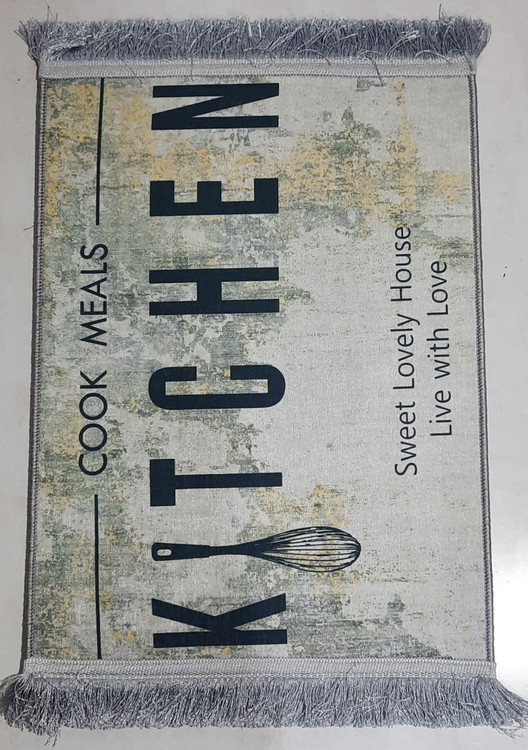 COOK MEALS
KITCHEN
Sweet Lovely House
Live with Love